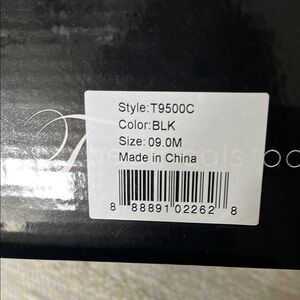 Style:T9500C
Color:BLK
Size: 09.0M
Made in China
8 88891 02262 8